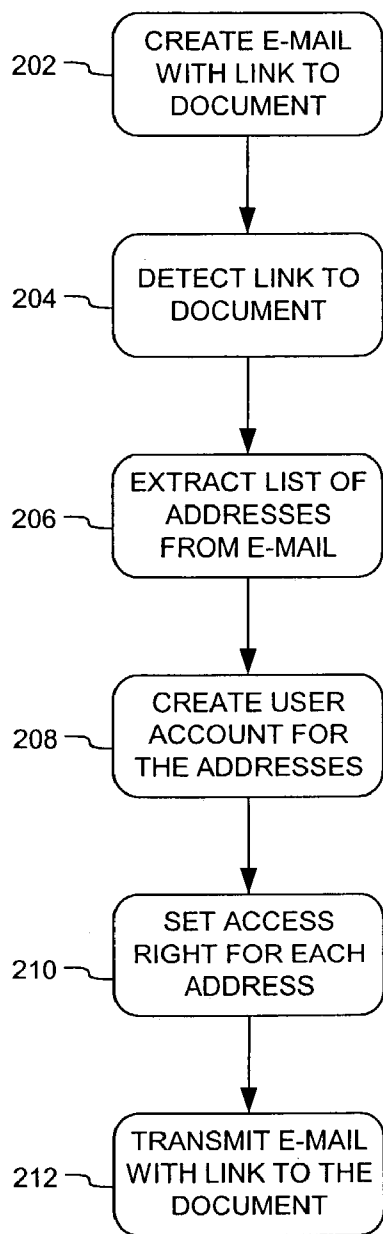 202
CREATE E-MAIL
WITH LINK TO
DOCUMENT
204
DETECT LINK TO
DOCUMENT
206
EXTRACT LIST OF
ADDRESSES
FROM E-MAIL
208
CREATE USER
ACCOUNT FOR
THE ADDRESSES
210
SET ACCESS
RIGHT FOR EACH
ADDRESS
212
TRANSMIT E-MAIL
WITH LINK TO THE
DOCUMENT